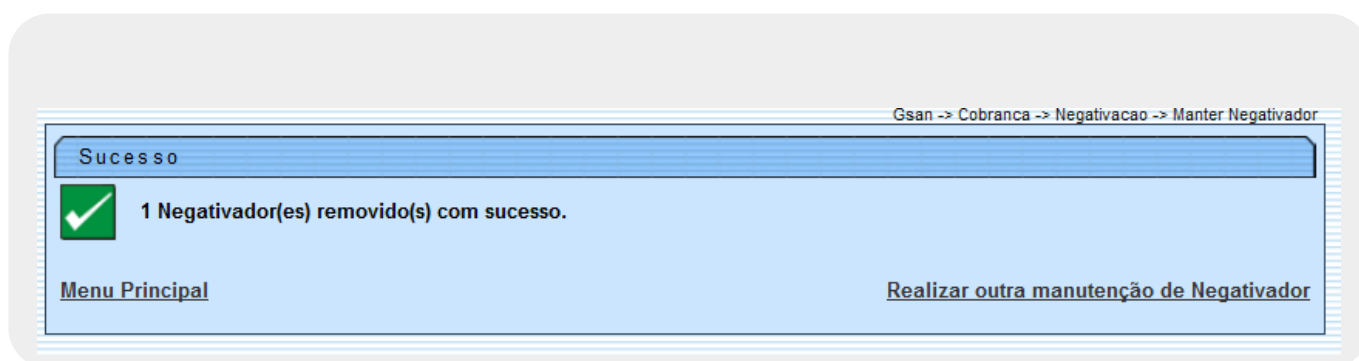 Gsan -> Cobranca -> Negativacao -> Manter Negativador
Sucesso
1 Negativador(es) removido(s) com sucesso.
Menu Principal
Realizar outra manutenção de Negativador